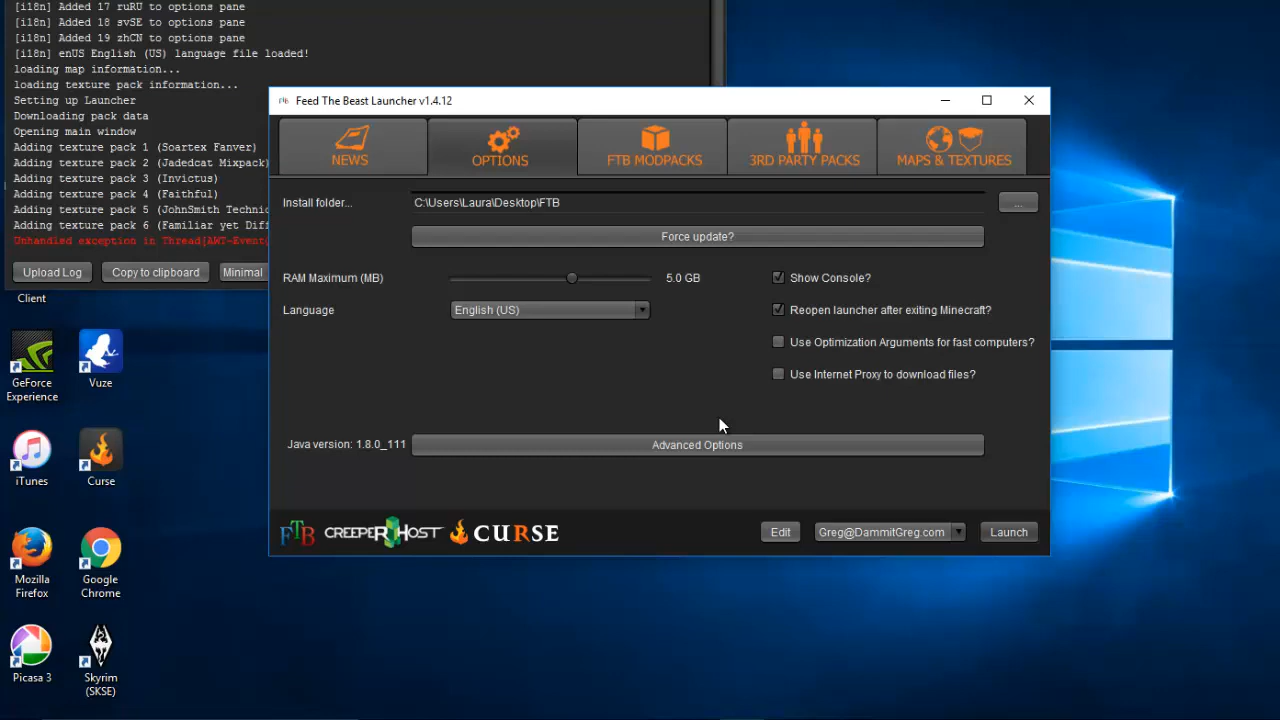 [i18n] Added 17 ruRU to options pane
[i18n] Added 18 svSE to options pane
[i18n] Added 19 zhCN to options pane
[i18n] enUS English (US) language file loaded!
loading map information...
loading texture pack information...
Setting up Launcher
Downloading pack data
Opening main window
Adding texture pack 1 (Soartex Fanver)
Adding texture pack 2 (Jadedcat Mixpack)
Adding texture pack 3 (Invictus)
Adding texture pack 4 (Faithful)
Adding texture pack 5 (JohnSmith Technic
Adding texture pack 6 (Familiar yet Diff
Unhandled exception in Thread[AWT-Event
Upload Log
Copy to clipboard
Minimal
Client
GeForce Experience
Vuze
iTunes
Curse
Mozilla Firefox
Google Chrome
Picasa 3
Skyrim (SKSE)
FTB Feed The Beast Launcher v1.4.12
NEWS
OPTIONS
FTB MODPACKS
3RD PARTY PACKS
MAPS & TEXTURES
Install folder...
C:\Users\Laura\Desktop\FTB
...
Force update?
RAM Maximum (MB)
5.0 GB
Show Console?
Language
English (US)
Reopen launcher after exiting Minecraft?
Use Optimization Arguments for fast computers?
Use Internet Proxy to download files?
Java version: 1.8.0_111
Advanced Options
FTB
CREEPERHOST
CURSE
Edit
Greg@DammitGreg.com
Launch